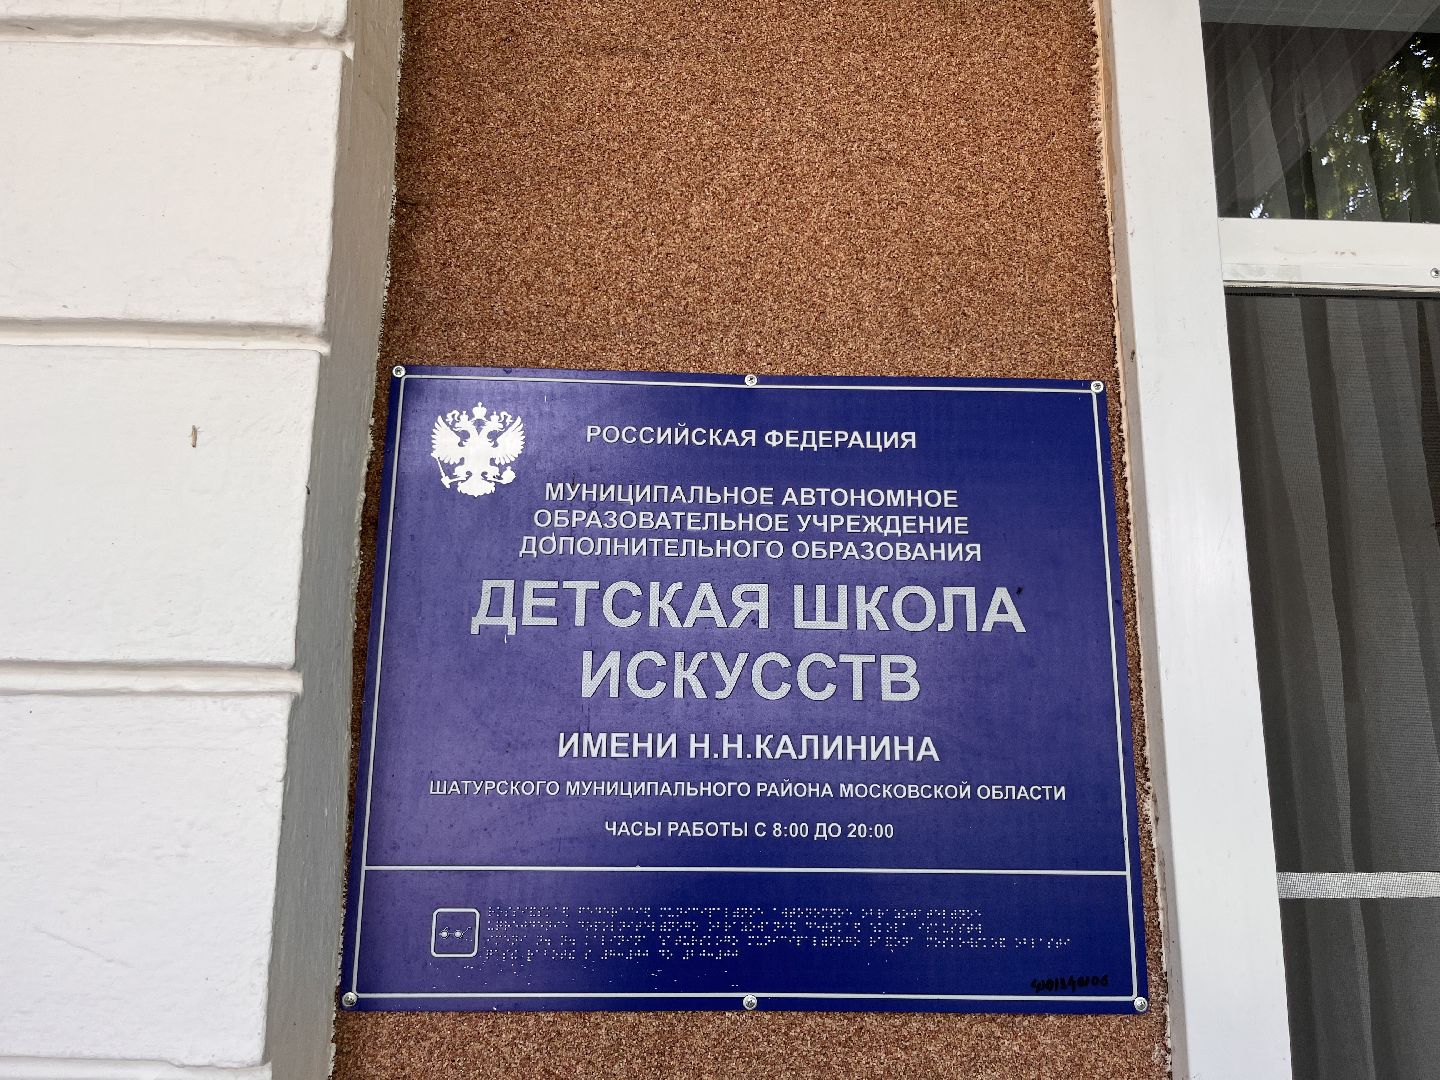 РОССИЙСКАЯ ФЕДЕРАЦИЯ
МУНИЦИПАЛЬНОЕ АВТОНОМНОЕ
ОБРАЗОВАТЕЛЬНОЕ УЧРЕЖДЕНИЕ
ДОПОЛНИТЕЛЬНОГО ОБРАЗОВАНИЯ
ДЕТСКАЯ ШКОЛА
ИСКУССТВ
ИМЕНИ Н.Н.КАЛИНИНА
ШАТУРСКОГО МУНИЦИПАЛЬНОГО РАЙОНА МОСКОВСКОЙ ОБЛАСТИ
ЧАСЫ РАБОТЫ С 8:00 ДО 20:00